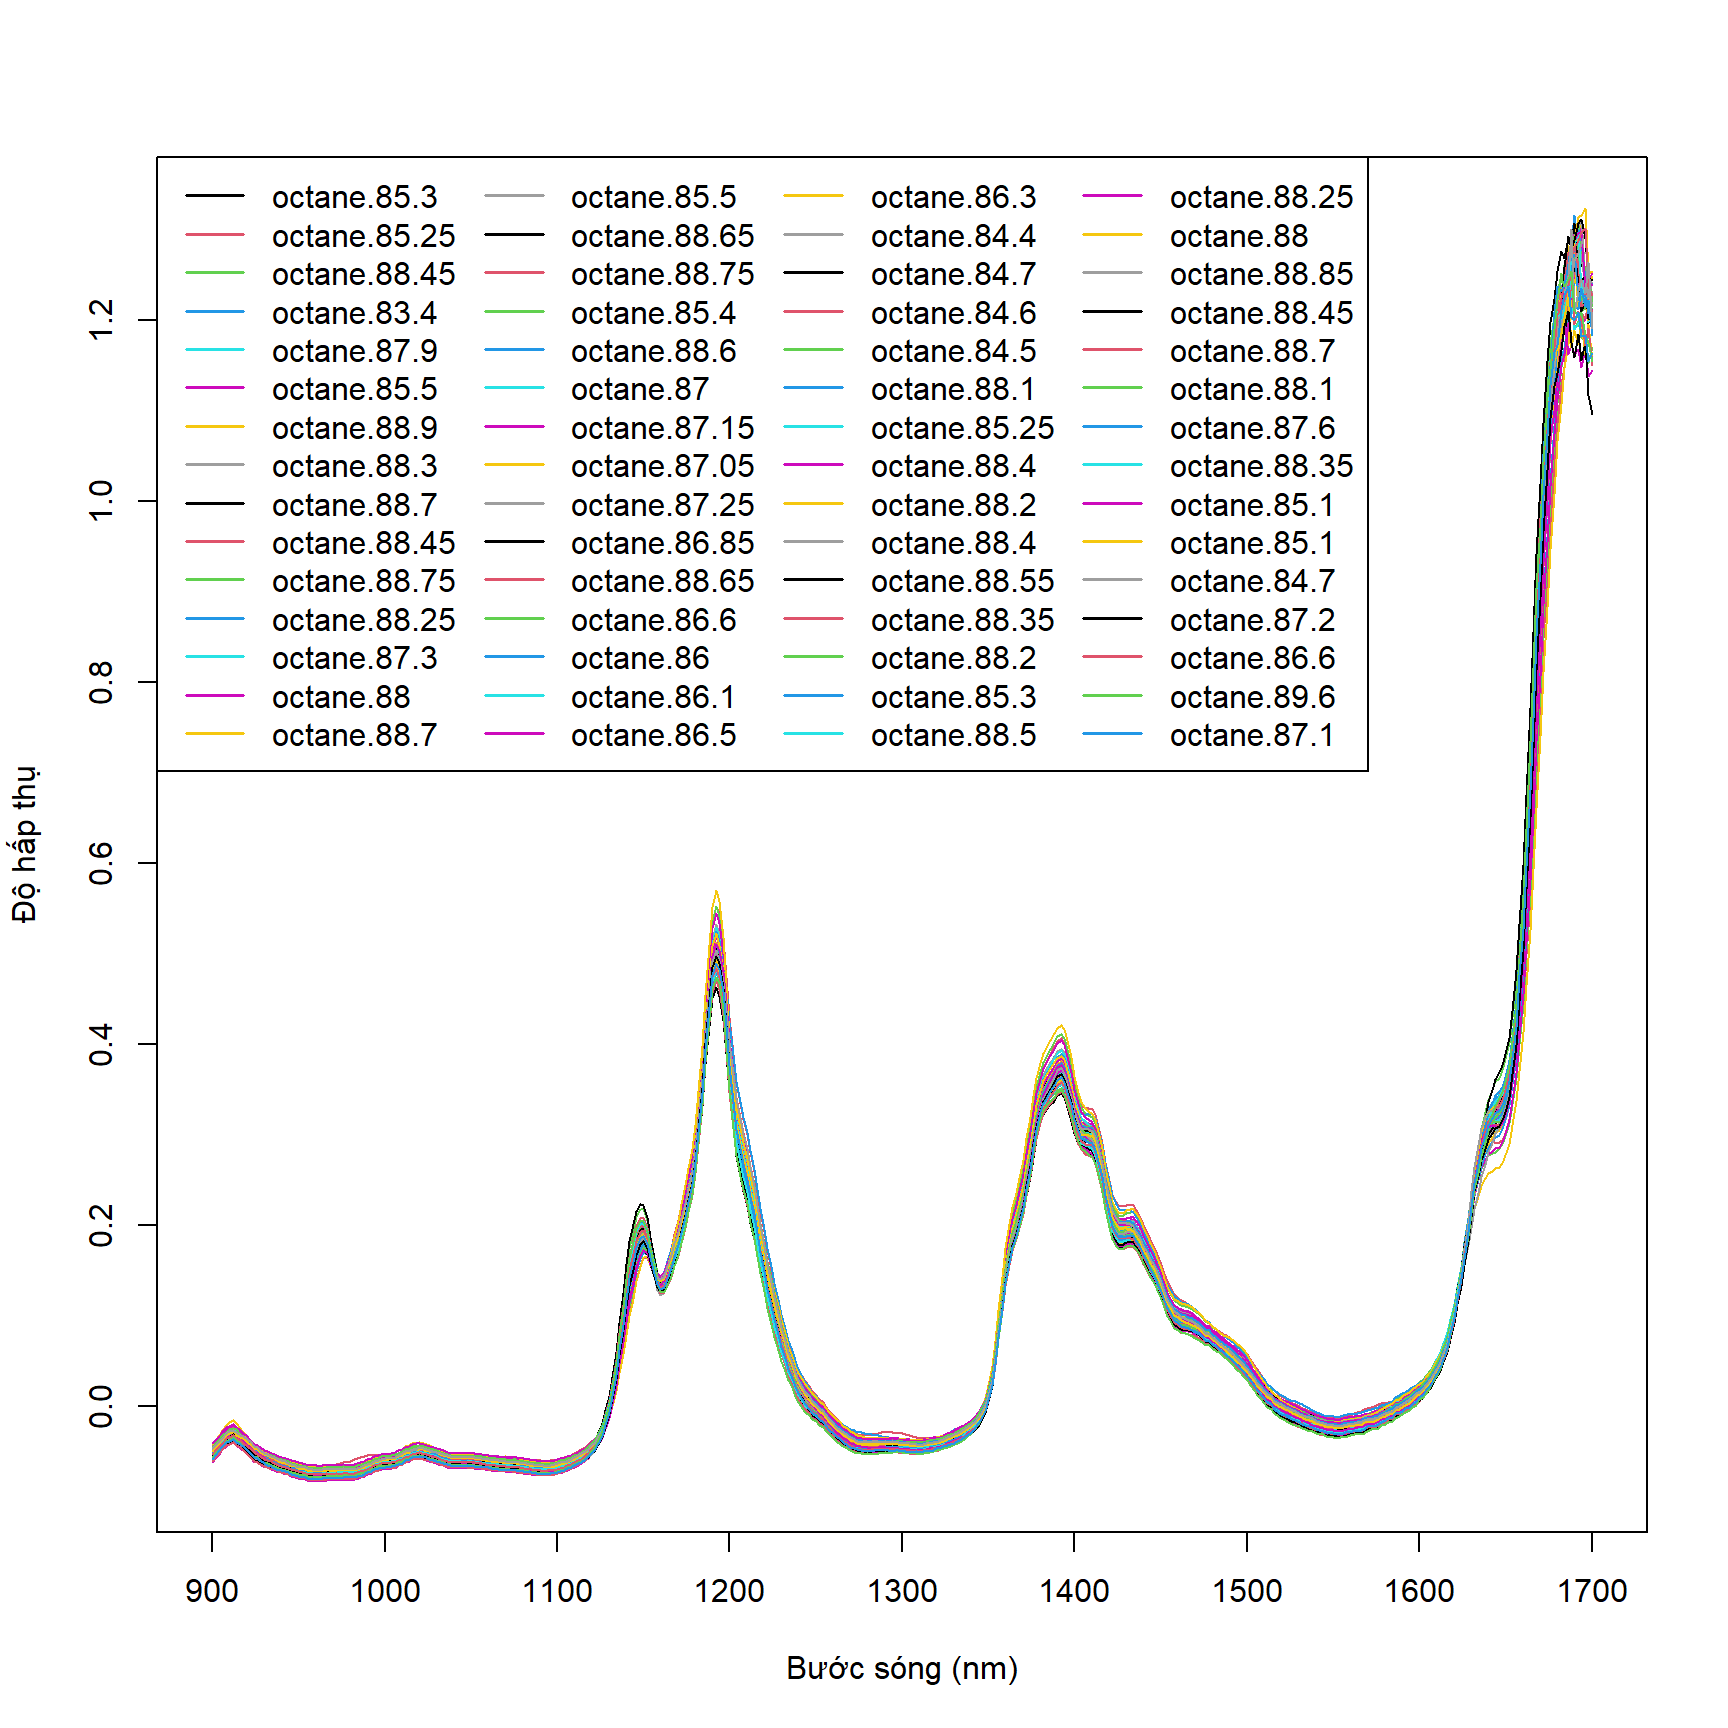 octane.85.3 octane.85.5 octane.86.3 octane.88.25
octane.85.25 octane.88.65 octane.84.4 octane.88
octane.88.45 octane.88.75 octane.84.7 octane.88.85
octane.83.4 octane.85.4 octane.84.6 octane.88.45
octane.87.9 octane.88.6 octane.84.5 octane.88.7
octane.85.5 octane.87 octane.88.1 octane.88.1
octane.88.9 octane.87.15 octane.85.25 octane.87.6
octane.88.3 octane.87.05 octane.88.4 octane.88.35
octane.88.7 octane.87.25 octane.88.2 octane.85.1
octane.88.45 octane.86.85 octane.88.4 octane.85.1
octane.88.75 octane.88.65 octane.88.55 octane.84.7
octane.88.25 octane.86.6 octane.88.35 octane.87.2
octane.87.3 octane.86 octane.88.2 octane.86.6
octane.88 octane.86.1 octane.85.3 octane.89.6
octane.88.7 octane.86.5 octane.88.5 octane.87.1
1.2
1.0
0.8
0.6
0.4
0.2
0.0
Độ hấp thụ
900 1000 1100 1200 1300 1400 1500 1600 1700
Bước sóng (nm)